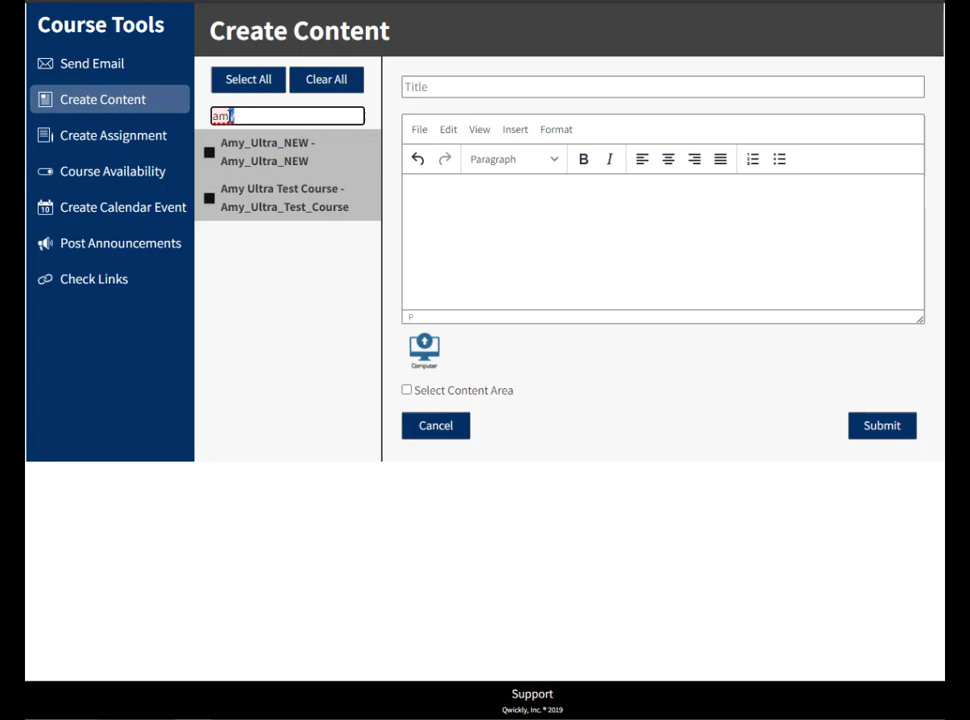 Course Tools
Send Email
Create Content
Create Assignment
Course Availability
10
Create Calendar Event
Post Announcements
Check Links
Create Content
Select All
Clear All
amy
Amy_Ultra_NEW -
Amy_Ultra_NEW
Amy Ultra Test Course -
Amy_Ultra_Test_Course
Title
File Edit View Insert Format
Paragraph B I
P
Computer
Select Content Area
Cancel
Submit
Support
Qwickly, Inc. ® 2019